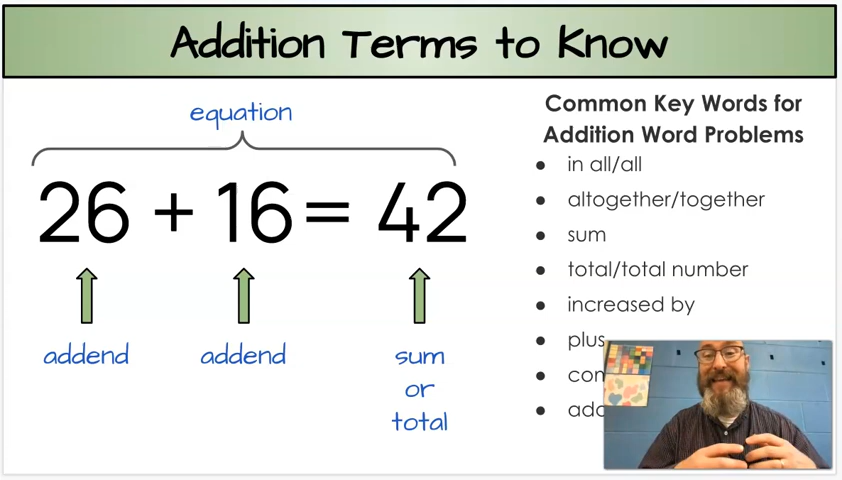 Addition Terms to Know
equation
26 + 16 = 42
addend addend sum
or
total
Common Key Words for
Addition Word Problems
● in all/all
● altogether/together
● sum
● total/total number
● increased by
● plus